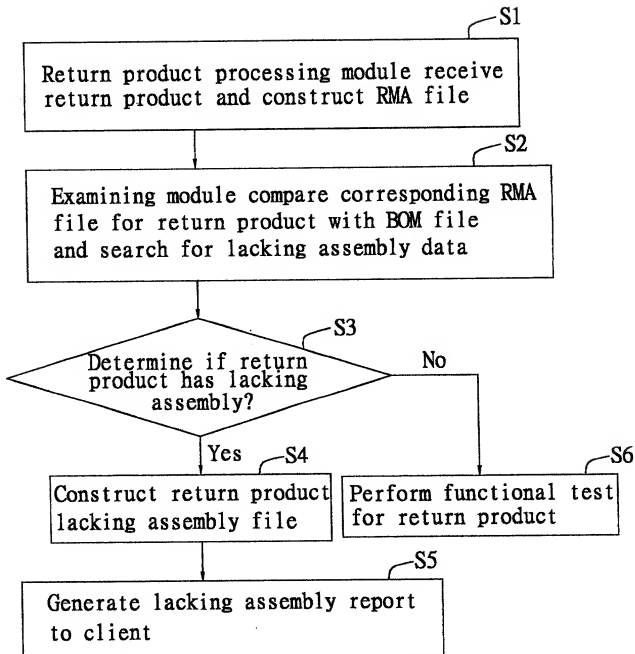 S1
Return product processing module receive
return product and construct RMA file
S2
Examining module compare corresponding RMA
file for return product with BOM file
and search for lacking assembly data
S3
Determine if return
product has lacking
assembly?
No
Yes
S4
Construct return product
lacking assembly file
S6
Perform functional test
for return product
S5
Generate lacking assembly report
to client